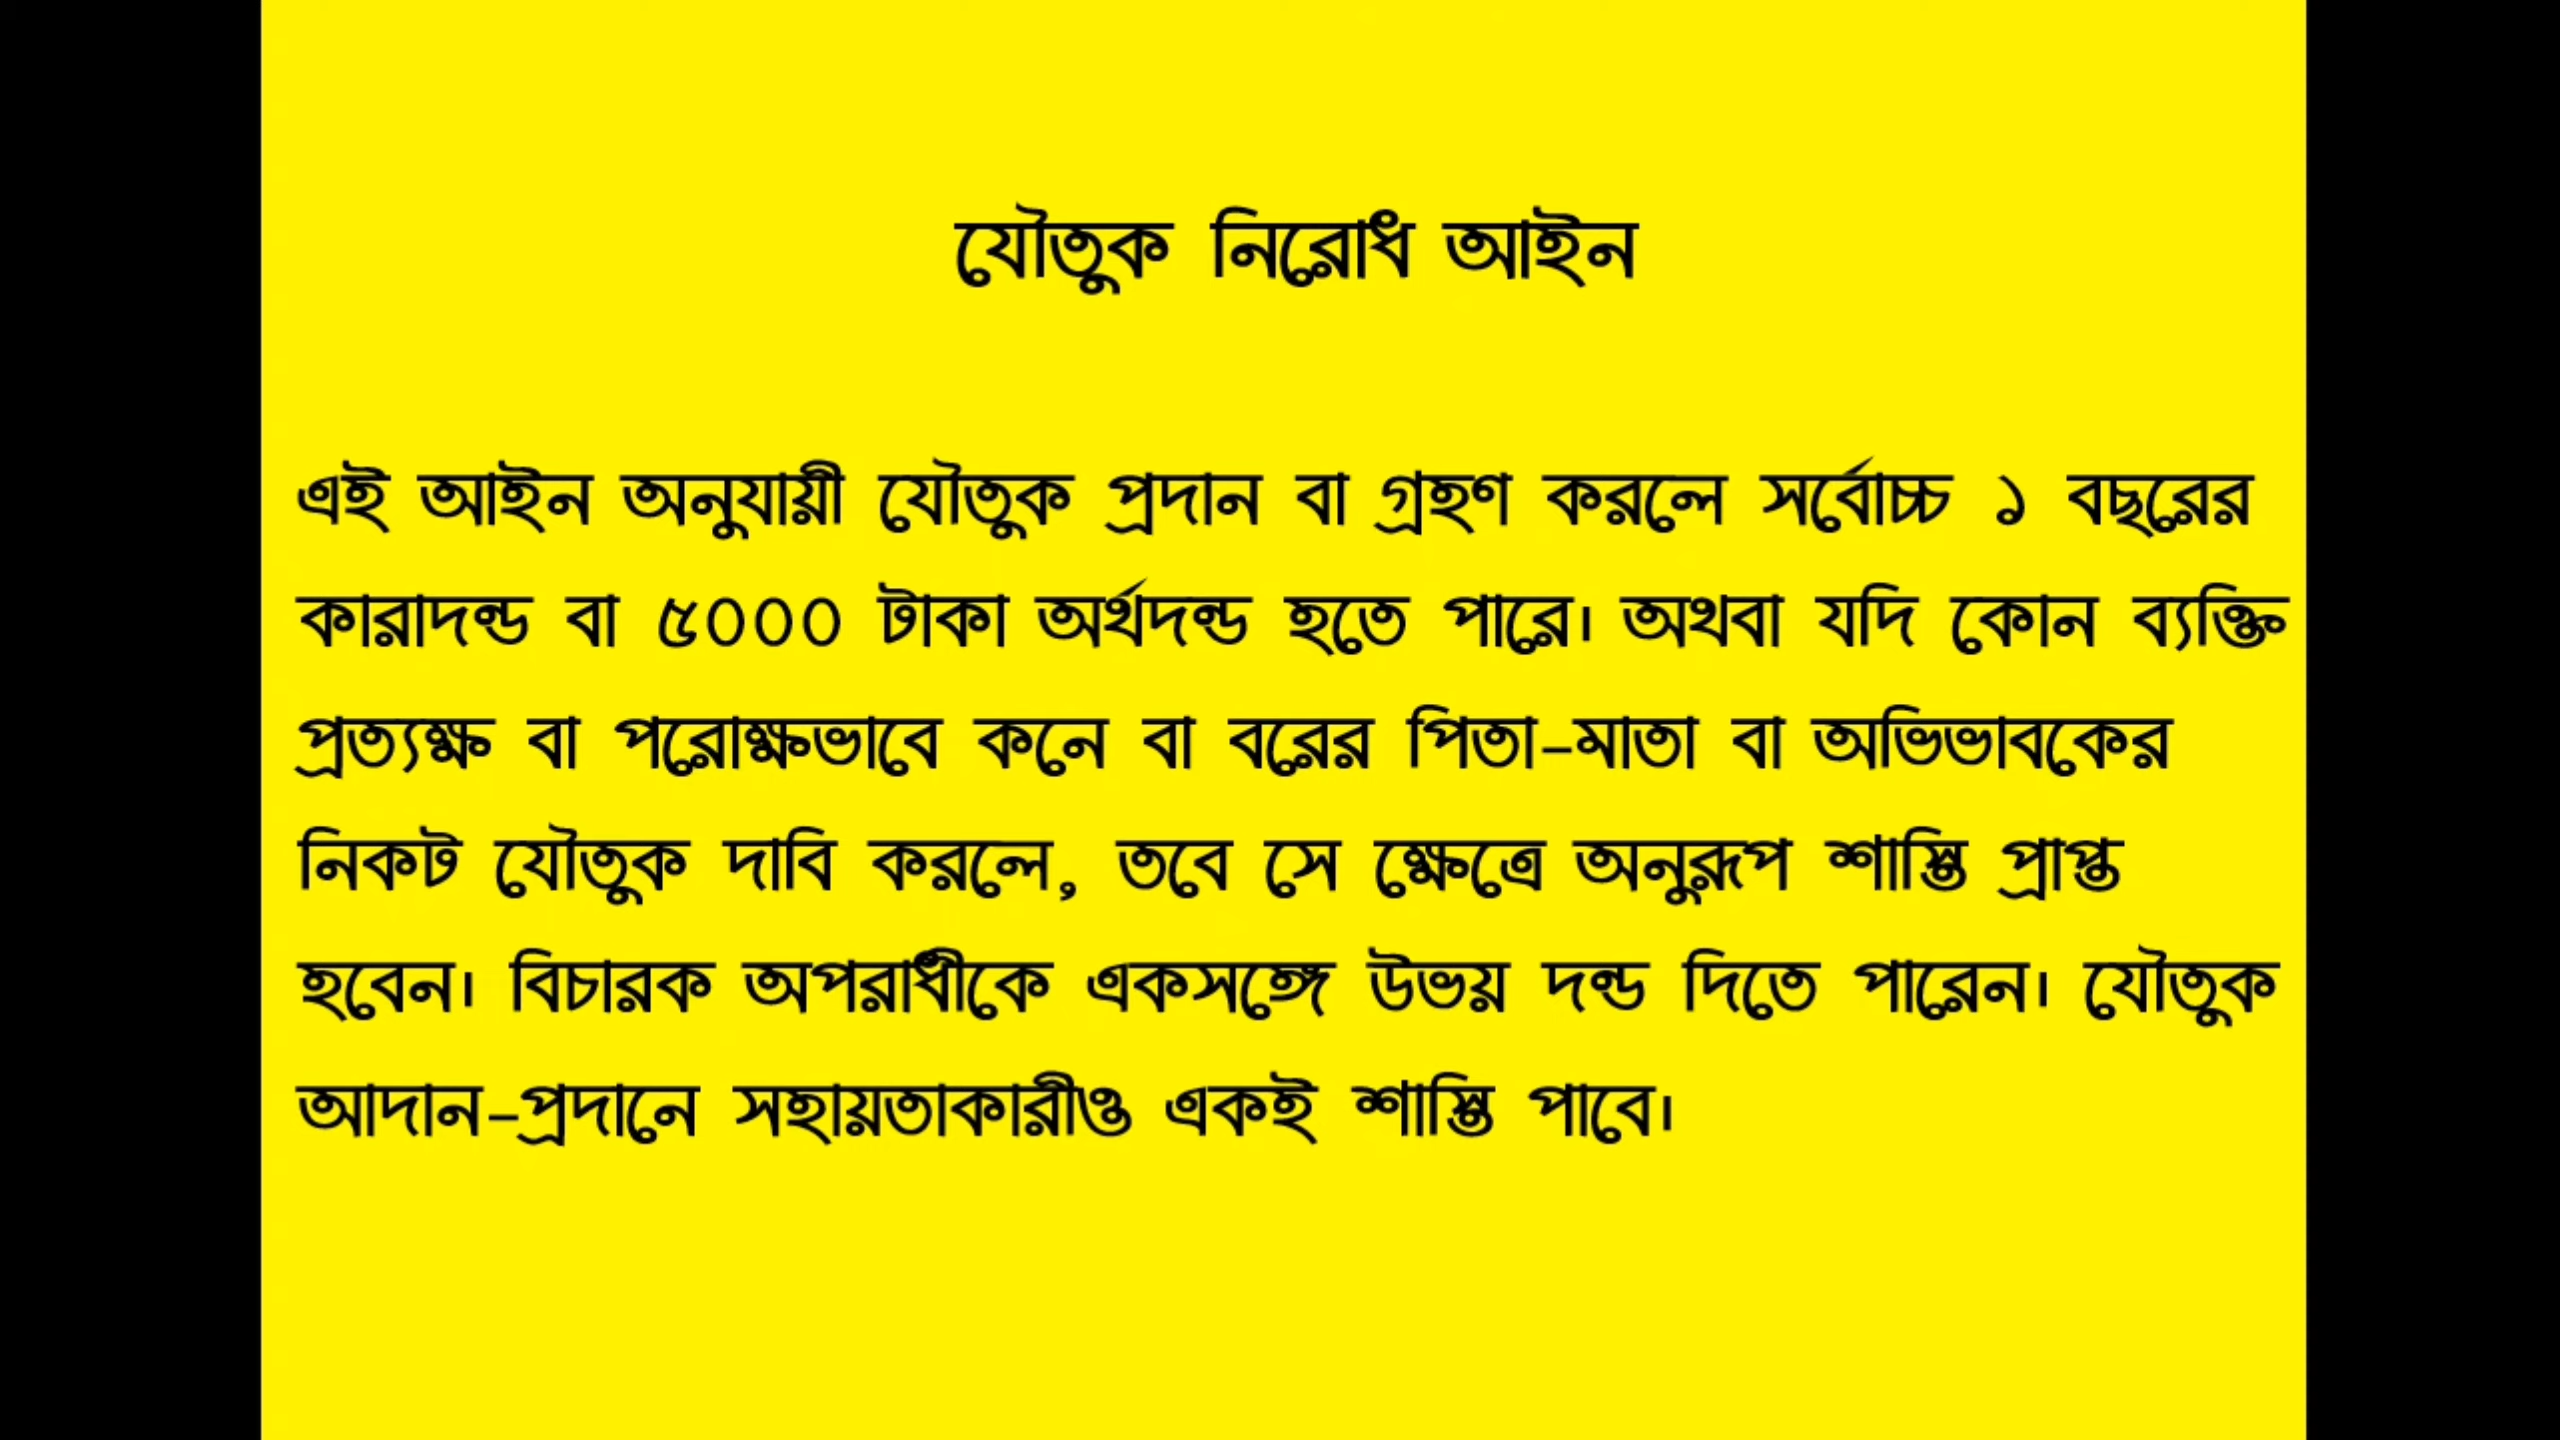 যৌতুক নিরোধ আইন
এই আইন অনুযায়ী যৌতুক প্রদান বা গ্রহণ করলে সর্বোচ্চ ১ বছরের
কারাদন্ড বা ৫০০০ টাকা অর্থদন্ড হতে পারে। অথবা যদি কোন ব্যক্তি
প্রত্যক্ষ বা পরোক্ষভাবে কনে বা বরের পিতা-মাতা বা অভিভাবকের
নিকট যৌতুক দাবি করলে, তবে সে ক্ষেত্রে অনুরূপ শাস্তি প্রাপ্ত
হবেন। বিচারক অপরাধীকে একসঙ্গে উভয় দন্ড দিতে পারেন। যৌতুক
আদান-প্রদানে সহায়তাকারীও একই শাস্তি পাবে।